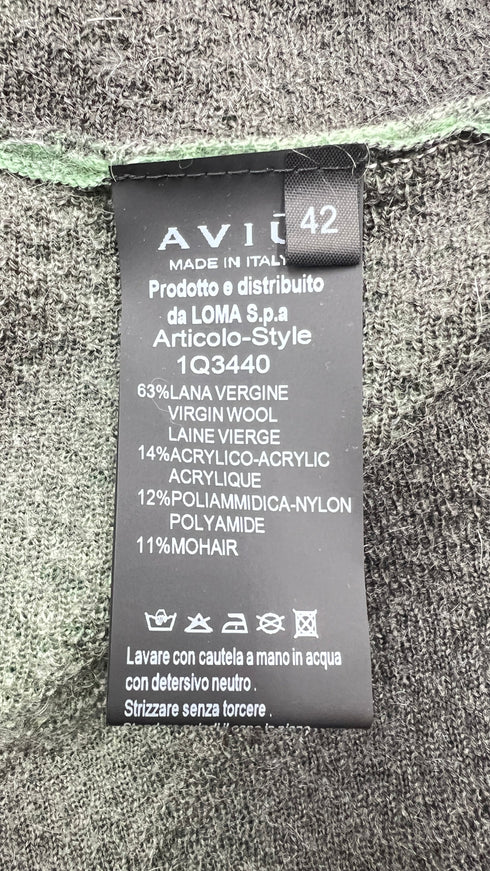 AVIÙ
42
MADE IN ITALY
Prodotto e distribuito
da LOMA S.p.a
Articolo-Style
1Q3440
63%LANA VERGINE
VIRGIN WOOL
LAINE VIERGE
14%ACRYLICO-ACRYLIC
ACRYLIQUE
12%POLIAMMIDICA-NYLON
POLYAMIDE
11%MOHAIR
Lavare con cautela a mano in acqua
con detersivo neutro.
Strizzare senza torcere.